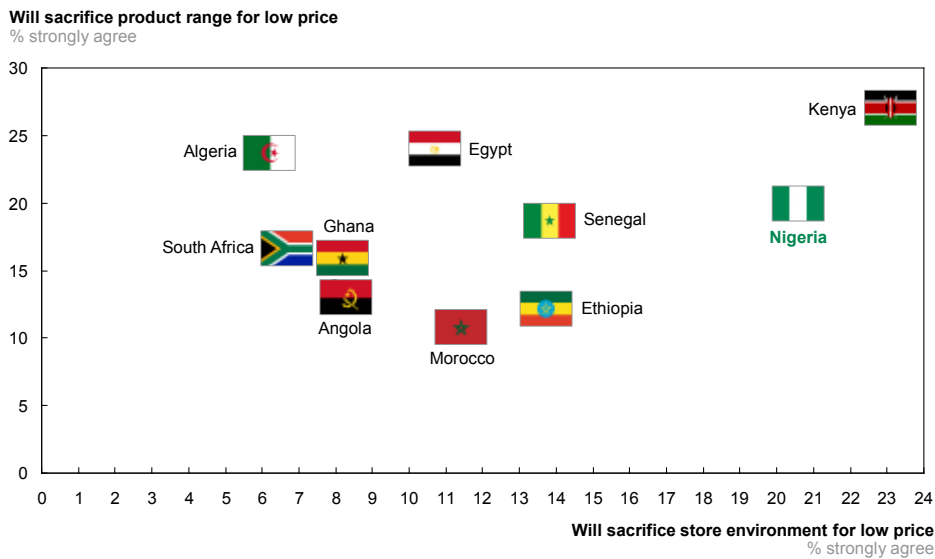 Will sacrifice product range for low price
% strongly agree
30
25
20
15
10
5
0
Kenya
Algeria
Egypt
Ghana
Senegal
South Africa
Nigeria
Angola
Ethiopia
Morocco
0 1 2 3 4 5 6 7 8 9 10 11 12 13 14 15 16 17 18 19 20 21 22 23 24
Will sacrifice store environment for low price
% strongly agree